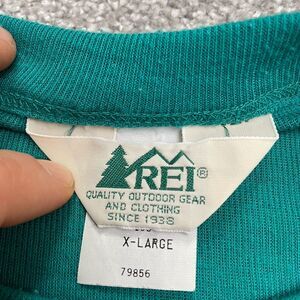 REI®
QUALITY OUTDOOR GEAR
AND CLOTHING
SINCE 1938
X-LARGE
79856